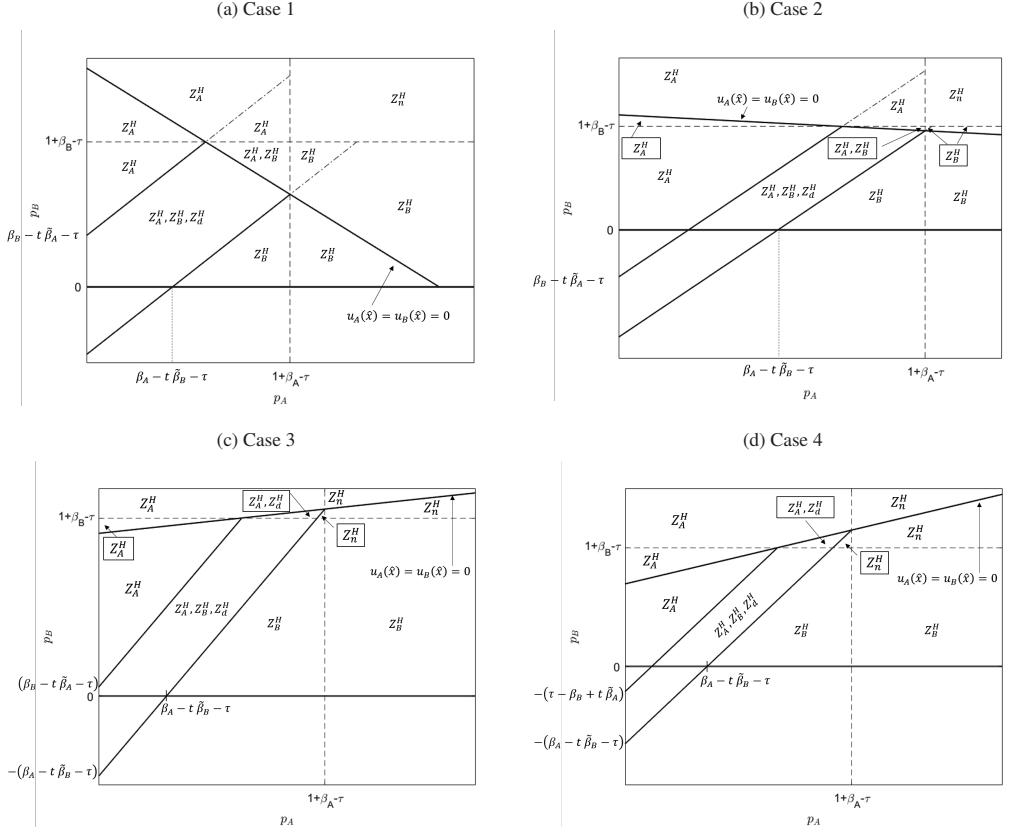 (a) Case 1
(b) Case 2
Z_A^H
Z_n^H
Z_A^H
Z_A^H
1+β_B-τ
Z_A^H, Z_B^H
Z_B^H
Z_A^H
p_B
Z_A^H, Z_B^H, Z_d^H
Z_B^H
β_B − t β̃_A − τ
Z_B^H
Z_B^H
0
u_A(x̂) = u_B(x̂) = 0
β_A − t β̃_B − τ
1+β_A-τ
p_A
Z_A^H
u_A(x̂) = u_B(x̂) = 0
Z_A^H
Z_n^H
1+β_B-τ
Z_A^H
Z_A^H, Z_B^H
Z_B^H
Z_A^H
Z_A^H, Z_B^H, Z_d^H
Z_B^H
Z_B^H
p_B
0
β_B − t β̃_A − τ
β_A − t β̃_B − τ
1+β_A-τ
p_A
(c) Case 3
(d) Case 4
Z_A^H
Z_A^H, Z_d^H
Z_n^H
Z_n^H
1+β_B-τ
Z_A^H
Z_n^H
Z_A^H
u_A(x̂) = u_B(x̂) = 0
Z_A^H, Z_B^H, Z_d^H
Z_B^H
Z_B^H
p_B
(β_B − t β̃_A − τ)
0
β_A − t β̃_B − τ
−(β_A − t β̃_B − τ)
1+β_A-τ
p_A
Z_A^H
Z_A^H, Z_d^H
Z_n^H
Z_n^H
1+β_B-τ
Z_A^H
Z_n^H
Z_A^H
u_A(x̂) = u_B(x̂) = 0
Z_A^H, Z_B^H, Z_d^H
Z_B^H
Z_B^H
p_B
0
β_A − t β̃_B − τ
−(τ − β_B + t β̃_A)
−(β_A − t β̃_B − τ)
1+β_A-τ
p_A